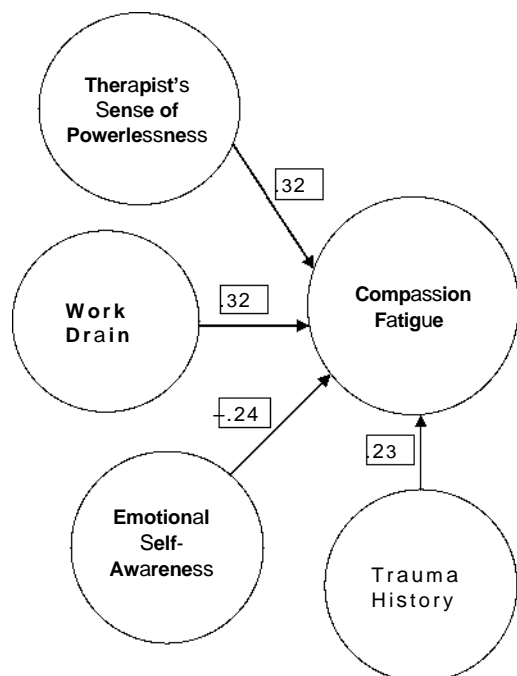 Therapist's
Sense of
Powerlessness
.32
Compassion
Fatigue
Work
Drain
.32
–.24
.23
Emotional
Self-
Awareness
Trauma
History